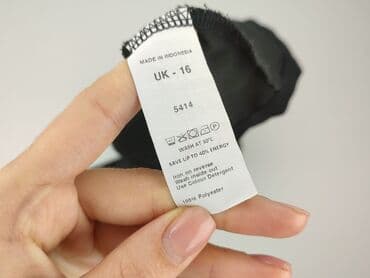 MADE IN INDONESIA
UK - 16
5414
WASH AT 30°C
SAVE UP TO 40% ENERGY
Iron on reverse
Wash inside out
Use Colour Detergent
100% Polyester